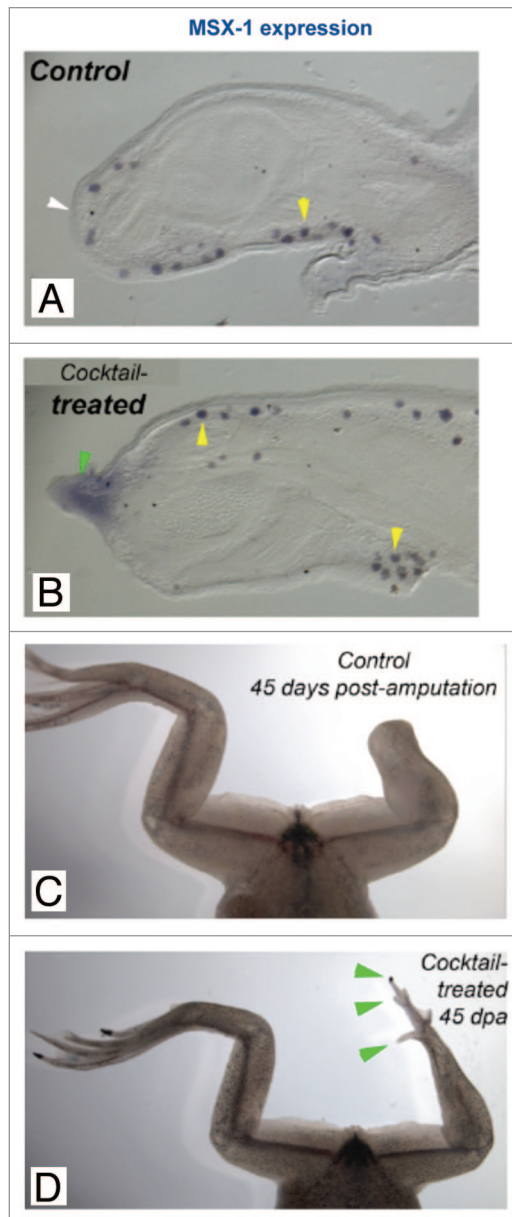 MSX-1 expression
Control
A
Cocktail-
treated
B
Control
45 days post-amputation
C
Cocktail-
treated
45 dpa
D